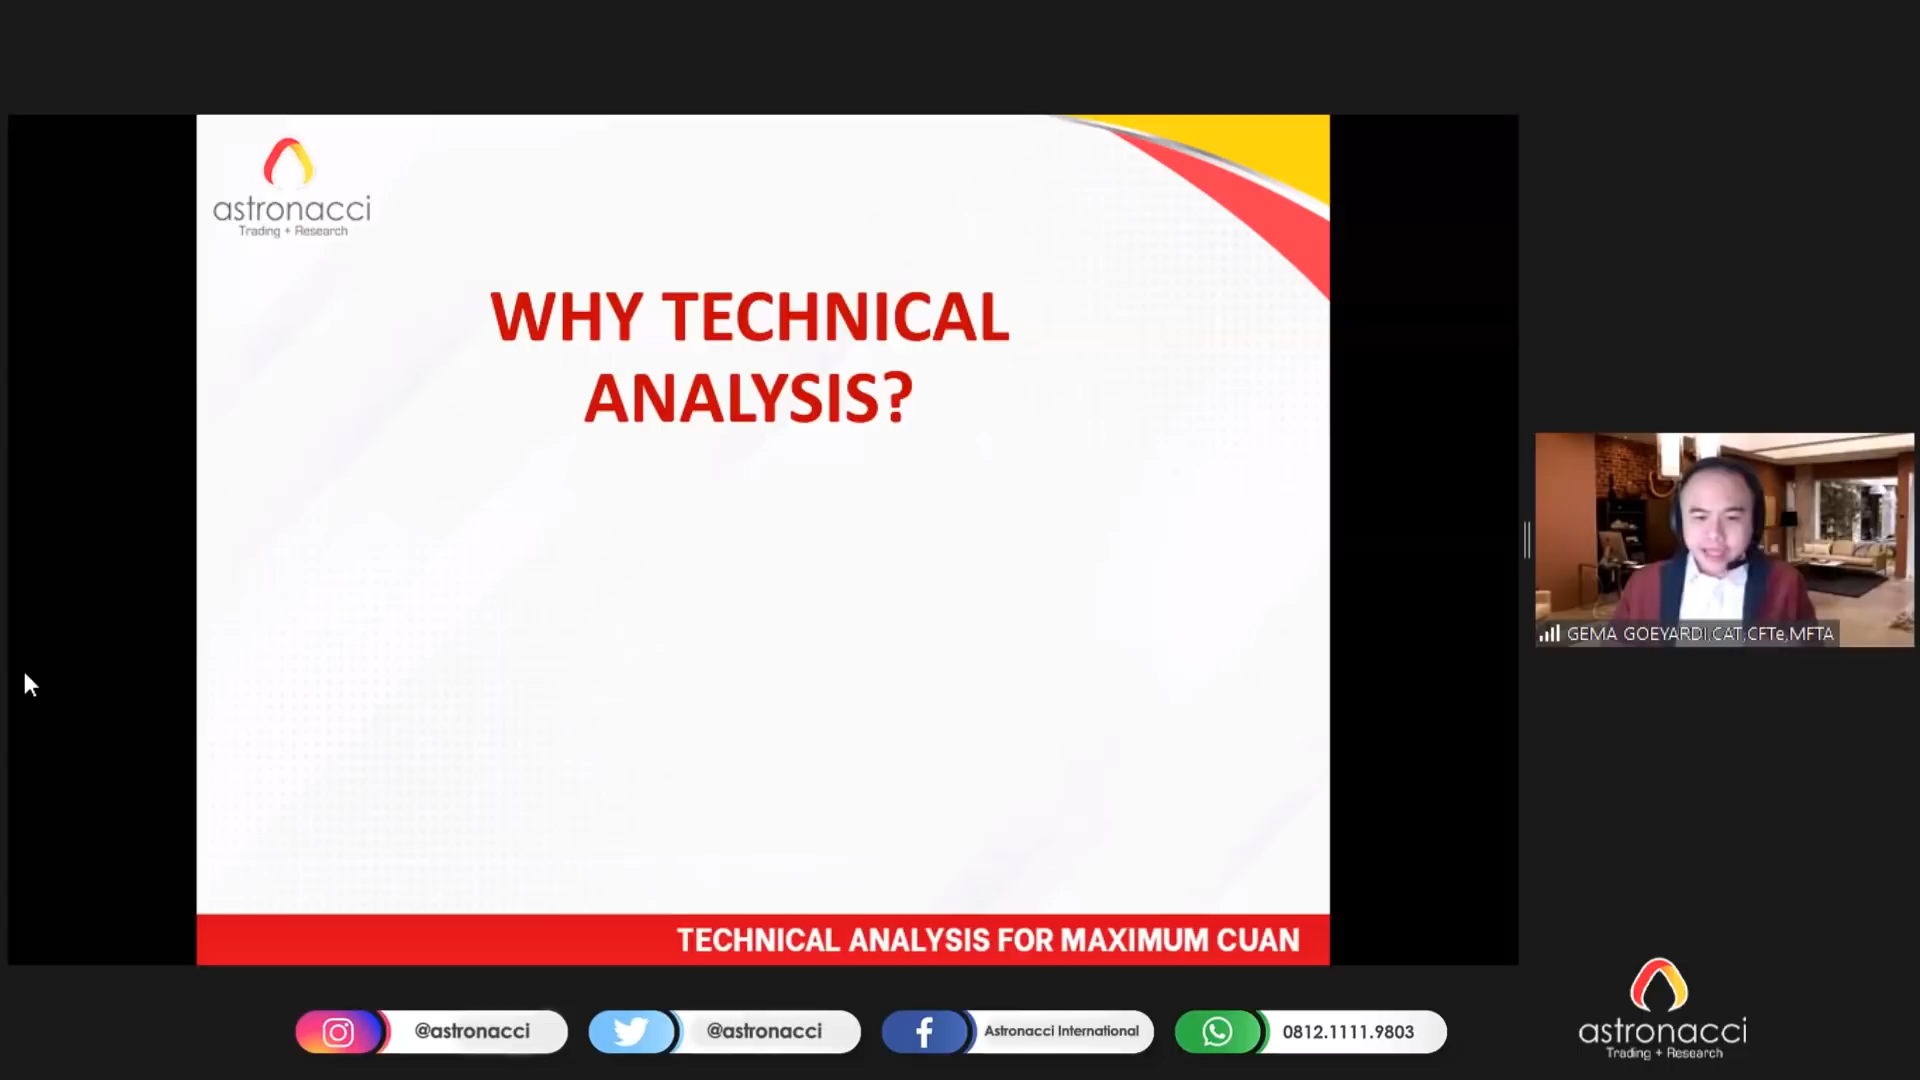 astronacci
Trading + Research
WHY TECHNICAL
ANALYSIS?
GEMA GOEYARDI,CAT,CFTe,MFTA
TECHNICAL ANALYSIS FOR MAXIMUM CUAN
@astronacci
@astronacci
Astronacci International
0812.1111.9803
astronacci
Trading + Research